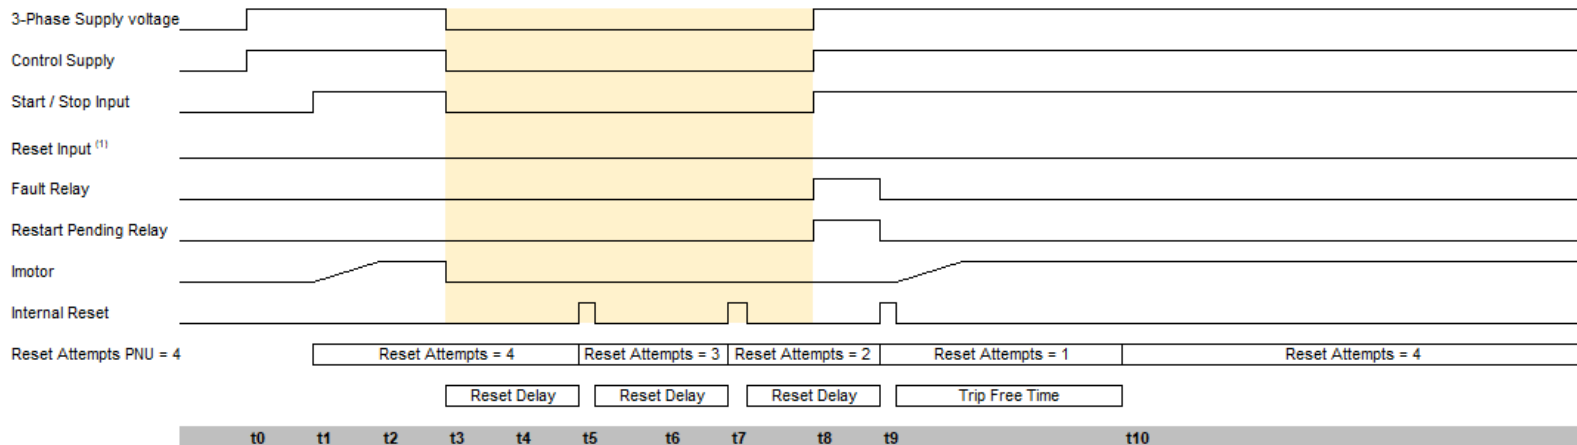 3-Phase Supply voltage
Control Supply
Start / Stop Input
Reset Input (1)
Fault Relay
Restart Pending Relay
Imotor
Internal Reset
Reset Attempts PNU = 4 Reset Attempts = 4 Reset Attempts = 3 Reset Attempts = 2 Reset Attempts = 1 Reset Attempts = 4
Reset Delay Reset Delay Reset Delay Trip Free Time
t0 t1 t2 t3 t4 t5 t6 t7 t8 t9 t10